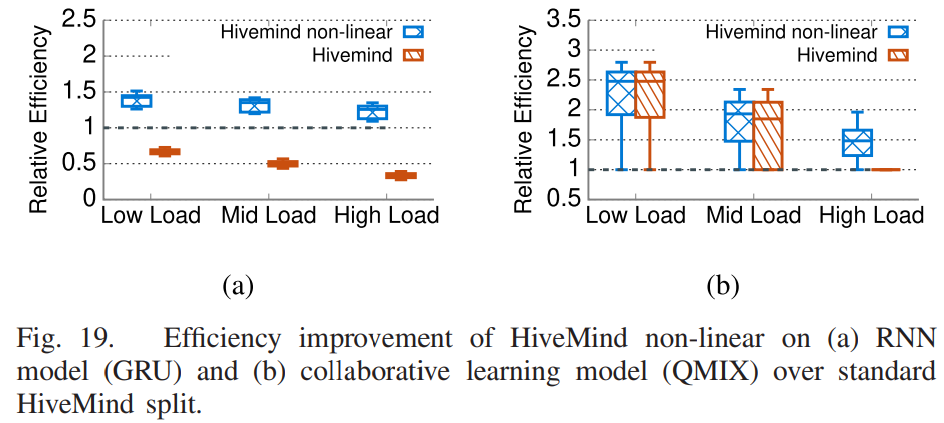 2.5
2
1.5
1
0.5
0
Relative Efficiency
Hivemind non-linear
Hivemind
Low Load Mid Load High Load
(a)
3.5
3
2.5
2
1.5
1
0.5
Relative Efficiency
Hivemind non-linear
Hivemind
Low Load Mid Load High Load
(b)
Fig. 19. Efficiency improvement of HiveMind non-linear on (a) RNN
model (GRU) and (b) collaborative learning model (QMIX) over standard
HiveMind split.